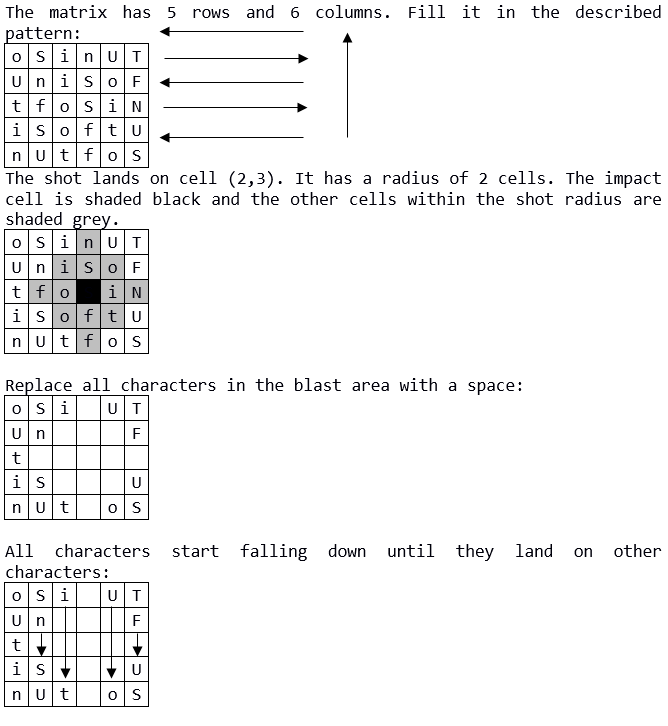 The matrix has 5 rows and 6 columns. Fill it in the described
pattern:
o S i n U T
U n i S o F
t f o S i N
i S o f t U
n U t f o S
The shot lands on cell (2,3). It has a radius of 2 cells. The impact
cell is shaded black and the other cells within the shot radius are
shaded grey.
o S i n U T
U n i S o F
t f o i N
i S o f t U
n U t f o S
Replace all characters in the blast area with a space:
o S i U T
U n F
t
i S U
n U t o S
All characters start falling down until they land on other
characters:
o S i U T
U n F
t
i S U
n U t o S